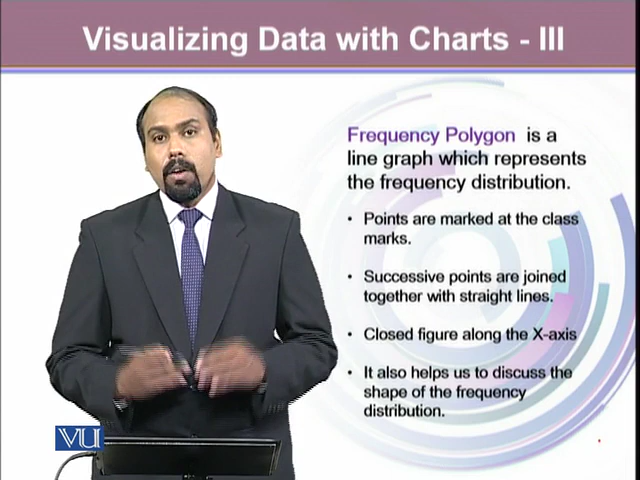 Visualizing Data with Charts - III
Frequency Polygon is a
line graph which represents
the frequency distribution.
• Points are marked at the class
marks.
• Successive points are joined
together with straight lines.
• Closed figure along the X-axis
• It also helps us to discuss the
shape of the frequency
distribution.
VU